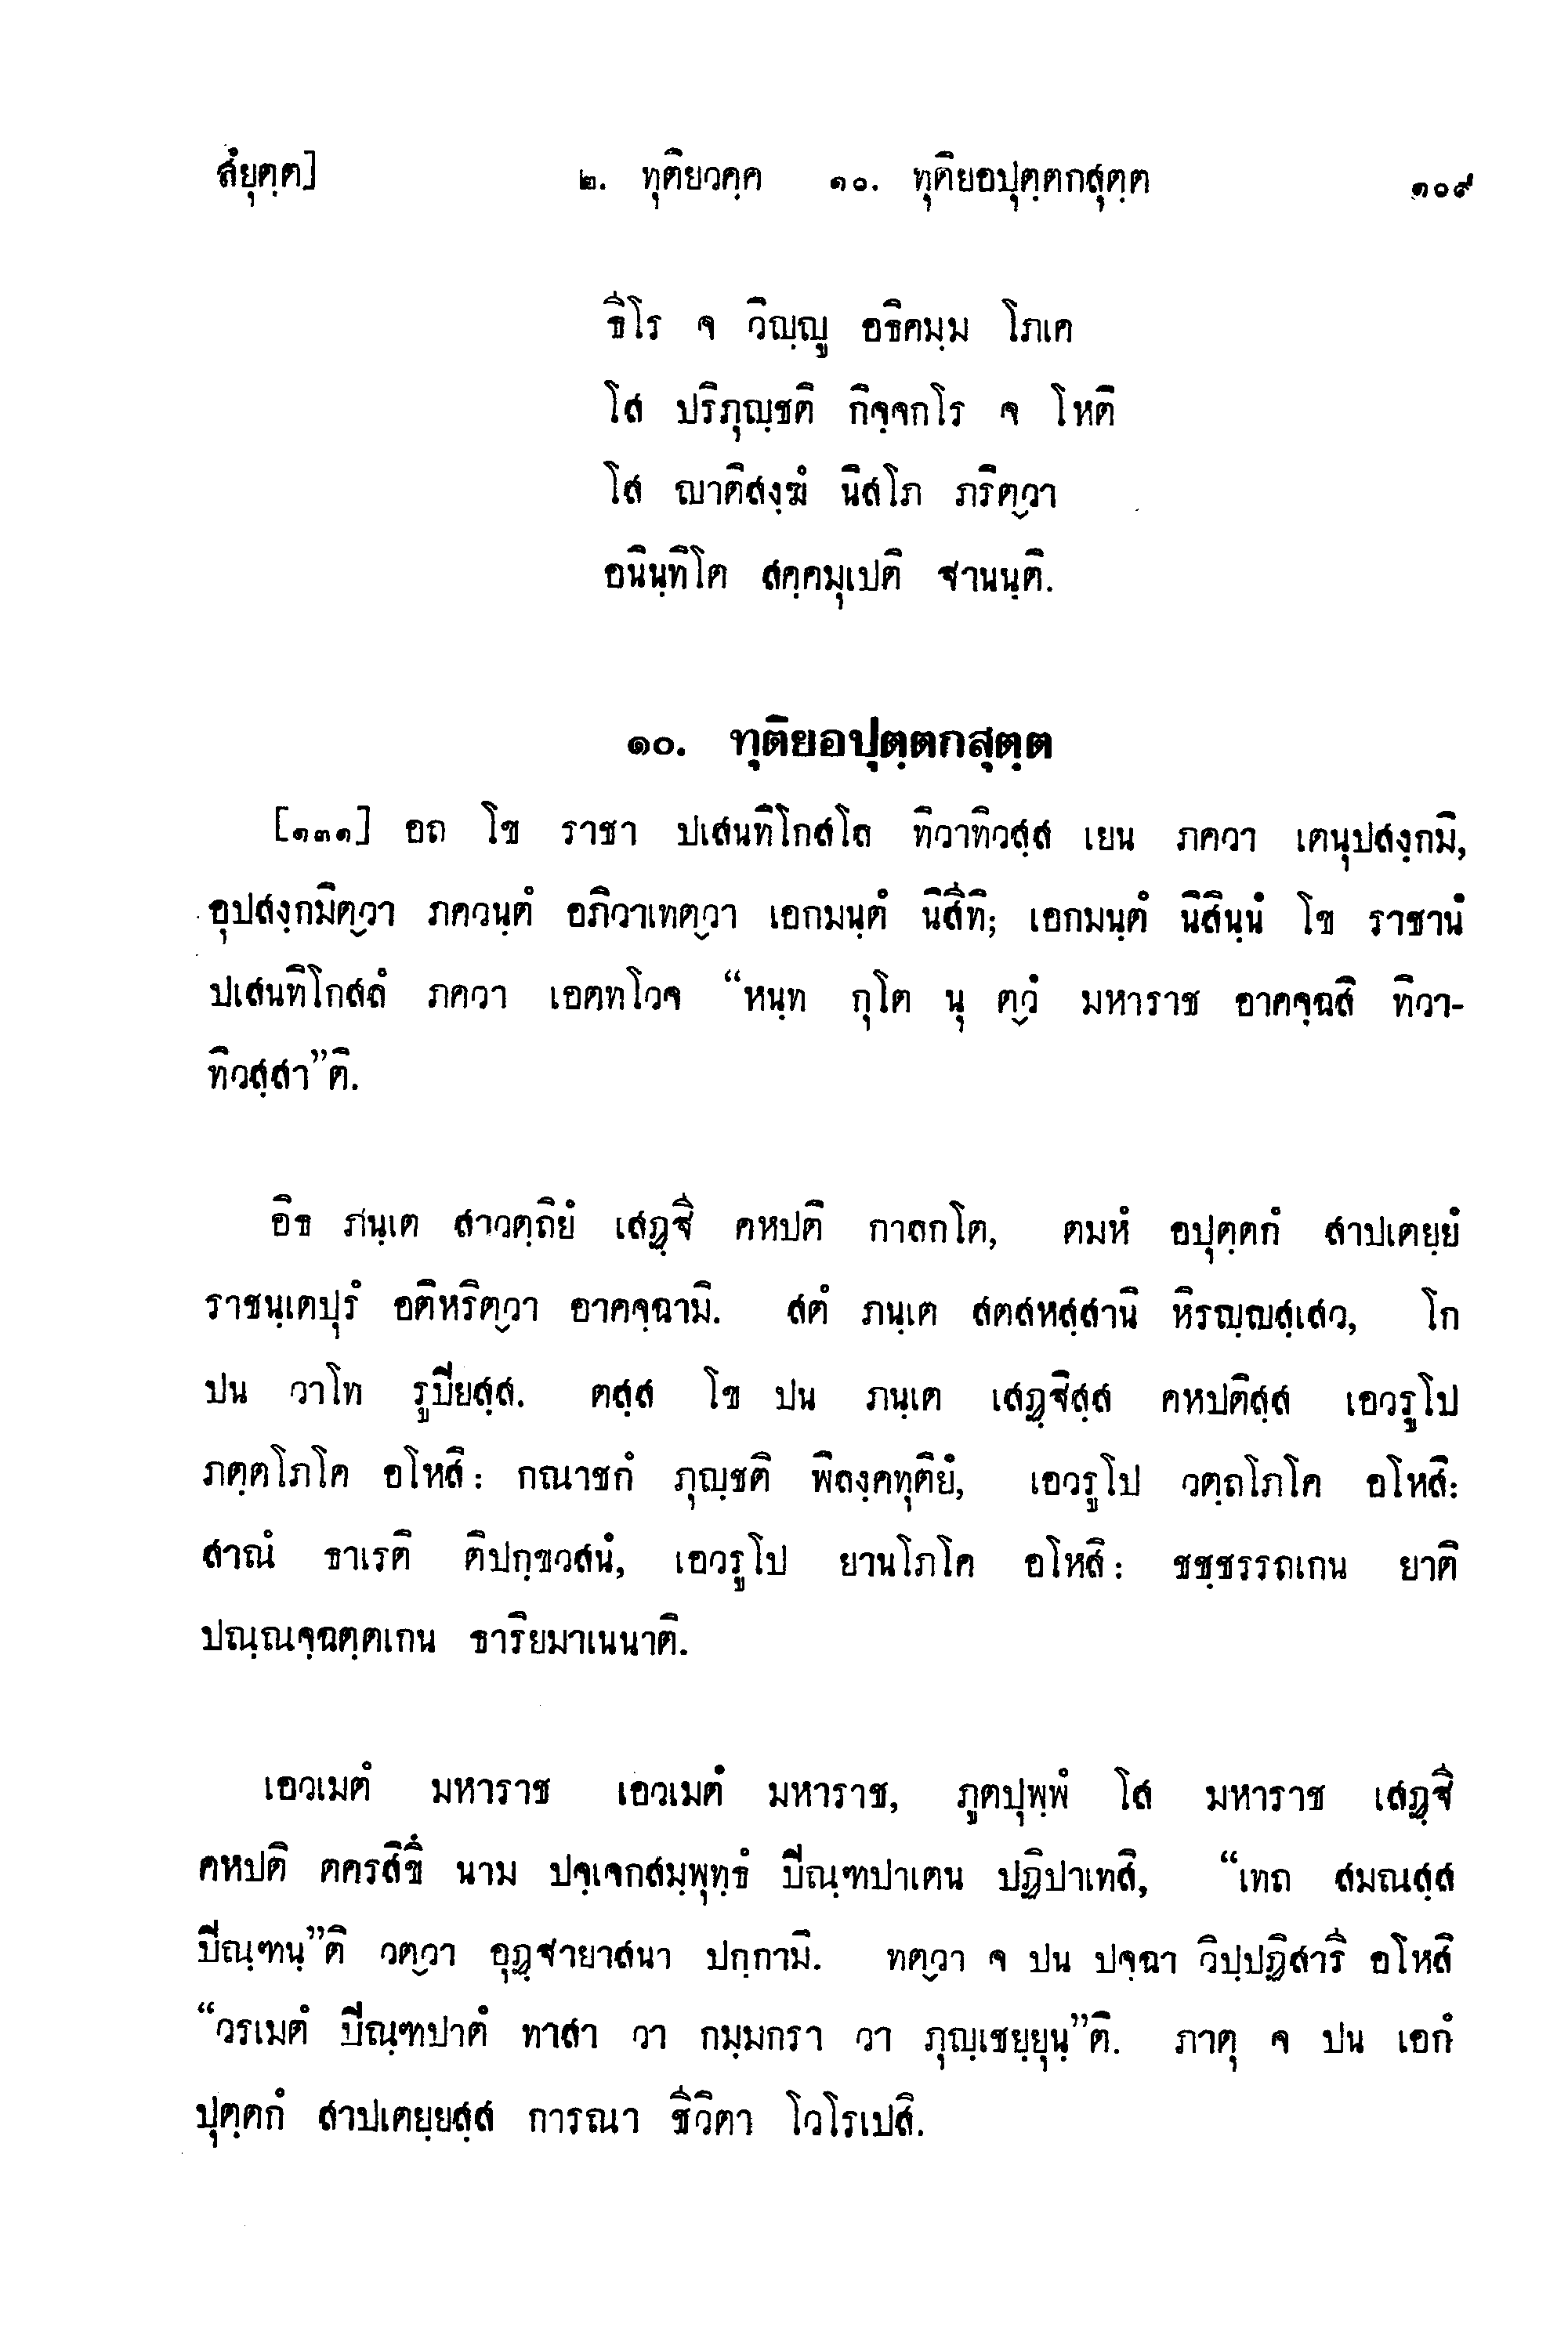 สํยุตฺต]	๒. ทุติยวคฺค ๑๐. ทุติยอปุตฺตกสุตฺต	๑๐๙
ธีโร จ วิญฺญู อธิคมฺม โภเค
โส ปริภุญฺชติ กิจฺจกโร จ โหติ
โส ญาติสงฺฆํ นิสโภ ภริตฺวา
อนินฺทิโต สคฺคมุเปติ ฐานนฺติ.
๑๐. ทุติยอปุตฺตกสุตฺต
[๑๓๑] อถ โข ราชา ปเสนทิโกสโล ทิวาทิวสฺส เยน ภควา เตนุปสงฺกมิ,
อุปสงฺกมิตฺวา ภควนฺตํ อภิวาเทตฺวา เอกมนฺตํ นิสีทิ; เอกมนฺตํ นิสินฺนํ โข ราชานํ
ปเสนทิโกสลํ ภควา เอตทโวจ “หนฺท กุโต นุ ตฺวํ มหาราช อาคจฺฉสิ ทิวา-
ทิวสฺสา”ติ.
อิธ ภนฺเต สาวตฺถิยํ เสฏฺฐี คหปติ กาลกโต, ตมหํ อปุตฺตกํ สาปเตยฺยํ
ราชนฺเตปุรํ อติหริตฺวา อาคจฺฉามิ. สตํ ภนฺเต สตสหสฺสานิ หิรญฺญสฺเสว, โก
ปน วาโท รูปิยสฺส. ตสฺส โข ปน ภนฺเต เสฏฺฐิสฺส คหปติสฺส เอวรูโป
ภตฺตโภโค อโหสิ: กณาชกํ ภุญฺชติ พิลงฺคทุติยํ, เอวรูโป วตฺถโภโค อโหสิ:
สาณํ ธาเรติ ติปกฺขวสนํ, เอวรูโป ยานโภโค อโหสิ: ชชฺชรรถเกน ยาติ
ปณฺณจฺฉตฺตเกน ธาริยมาเนนาติ.
เอวเมตํ มหาราช เอวเมตํ มหาราช, ภูตปุพฺพํ โส มหาราช เสฏฺฐี
คหปติ ตครสิขึ นาม ปจฺเจกสมฺพุทฺธํ ปิณฺฑปาเตน ปฏิปาเทสิ, “เทถ สมณสฺส
ปิณฺฑนฺ”ติ วตฺวา อุฏฺฐายาสนา ปกฺกามิ. ทตฺวา จ ปน ปจฺฉา วิปฺปฏิสารี อโหสิ
“วรเมตํ ปิณฺฑปาตํ ทาสา วา กมฺมกรา วา ภุญฺเชยฺยุนฺ”ติ. ภาตุ จ ปน เอกํ
ปุตฺตกํ สาปเตยฺยสฺส การณา ชีวิตา โวโรเปสิ.